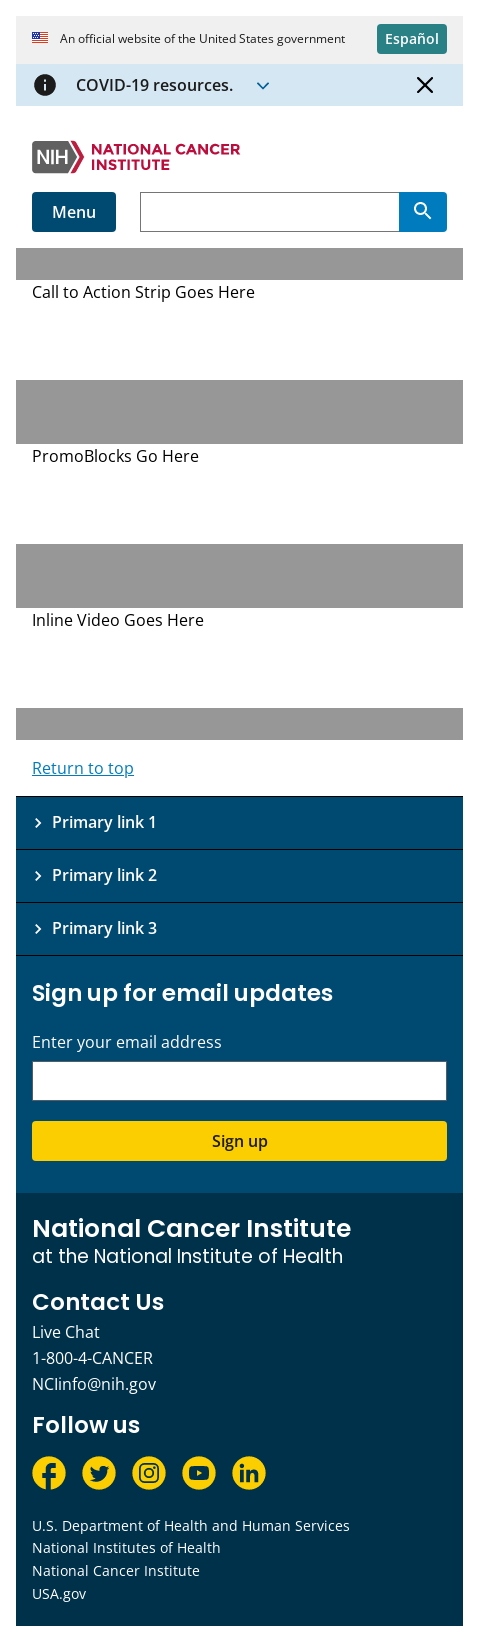 An official website of the United States government
Español
COVID-19 resources.
NIH
NATIONAL CANCER
INSTITUTE
Menu
Call to Action Strip Goes Here
PromoBlocks Go Here
Inline Video Goes Here
Return to top
Primary link 1
Primary link 2
Primary link 3
Sign up for email updates
Enter your email address
Sign up
National Cancer Institute
at the National Institute of Health
Contact Us
Live Chat
1-800-4-CANCER
NCIinfo@nih.gov
Follow us
U.S. Department of Health and Human Services
National Institutes of Health
National Cancer Institute
USA.gov